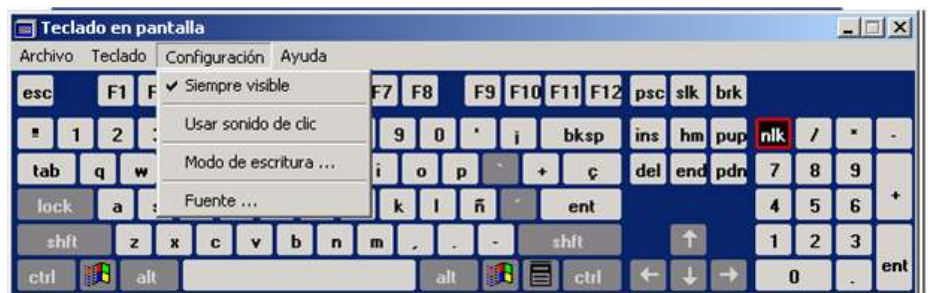 Teclado en pantalla
Archivo Teclado Configuración Ayuda
Siempre visible
Usar sonido de clic
Modo de escritura ...
Fuente ...
esc F1 F7 F8 F9 F10 F11 F12 psc slk brk
1 2 9 0 ' ¡ bksp ins hm pup nlk / * -
tab q w i o p ` + ç del end pdn 7 8 9 +
lock a k l ñ ´ ent 4 5 6
shft z x c v b n m , . - shft ↑ 1 2 3
ctrl alt alt ctrl ← ↓ → 0 . ent